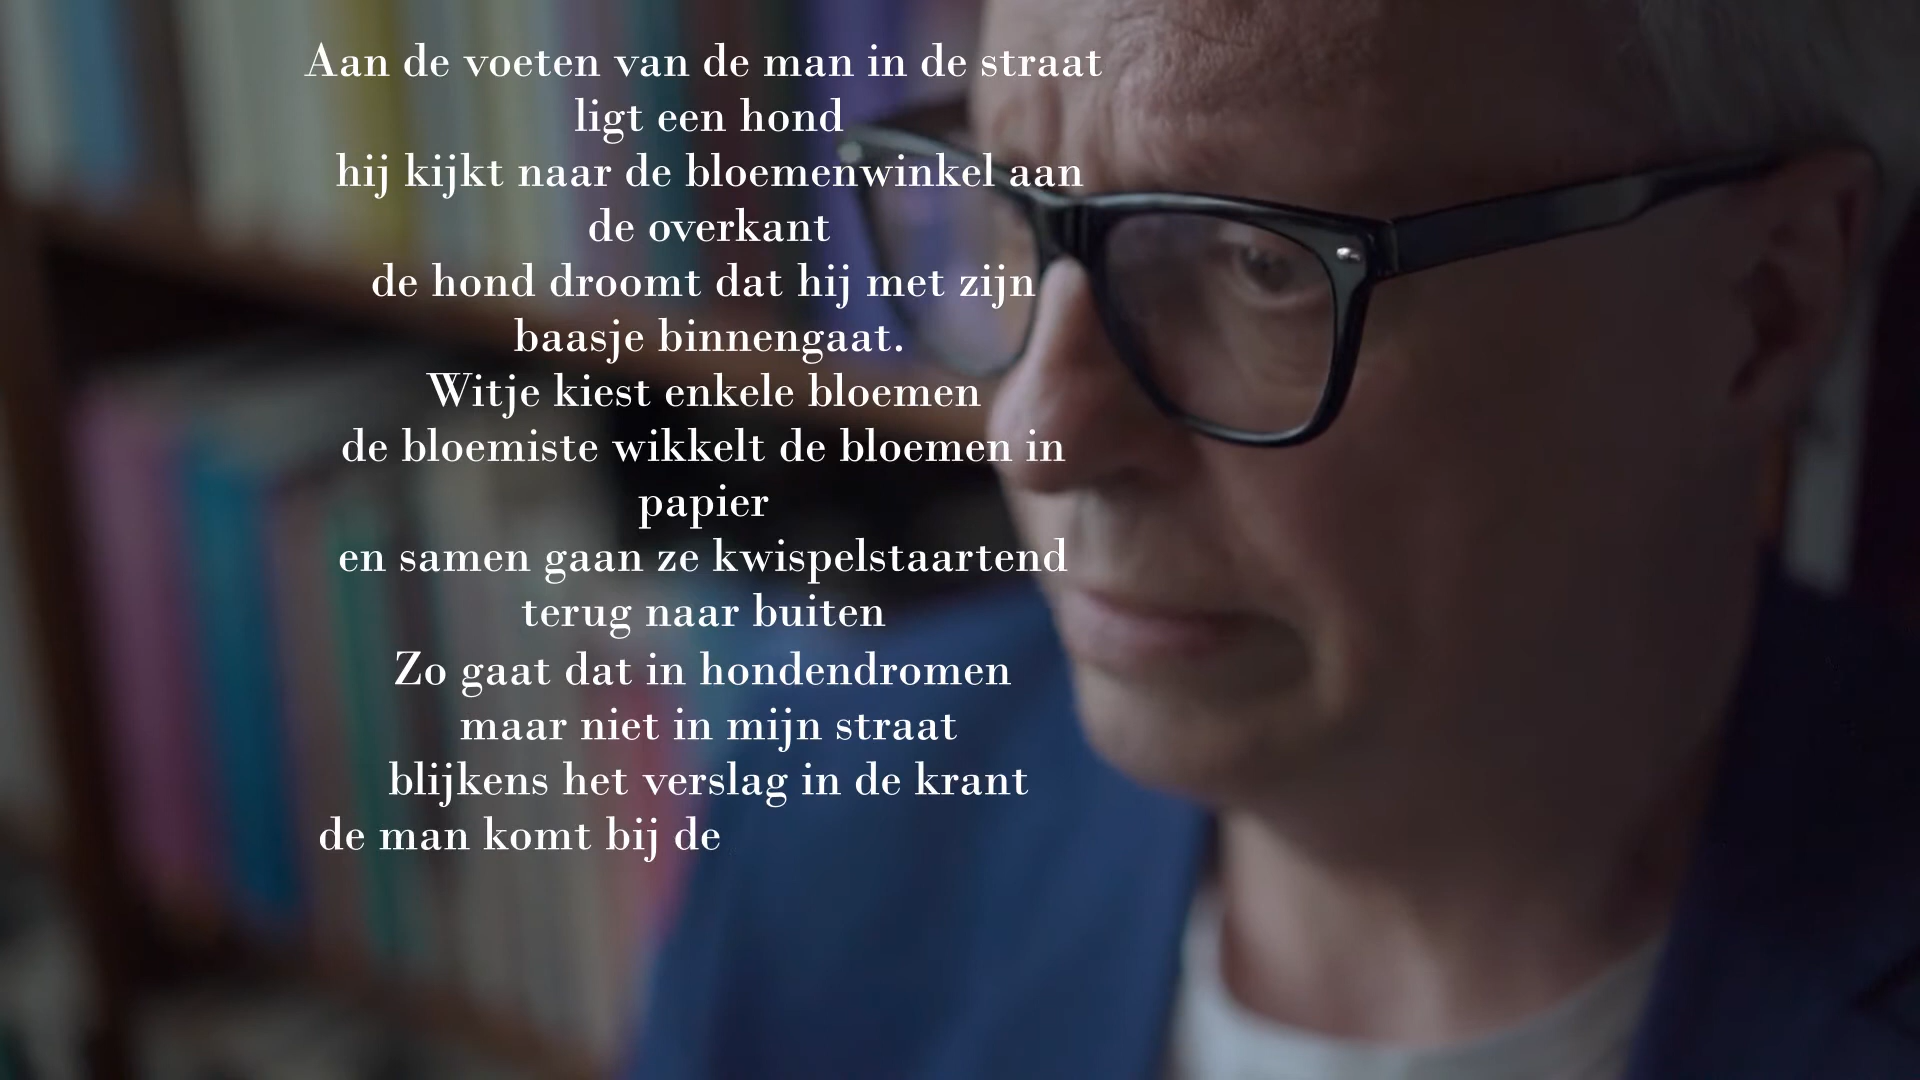 Aan de voeten van de man in de straat
ligt een hond
hij kijkt naar de bloemenwinkel aan
de overkant
de hond droomt dat hij met zijn
baasje binnengaat.
Witje kiest enkele bloemen
de bloemiste wikkelt de bloemen in
papier
en samen gaan ze kwispelstaartend
terug naar buiten
Zo gaat dat in hondendromen
maar niet in mijn straat
blijkens het verslag in de krant
de man komt bij de